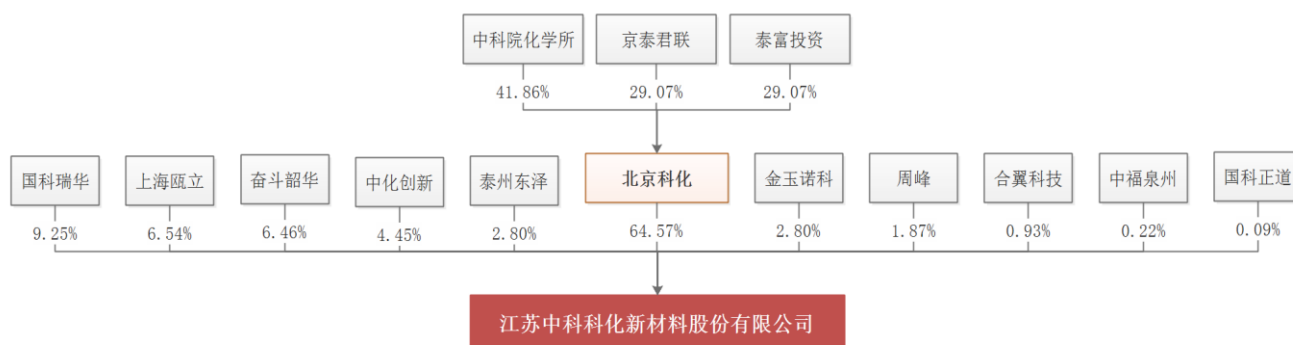 中科院化学所 京泰君联 泰富投资
41.86% 29.07% 29.07%
国科瑞华 上海瓯立 奋斗韶华 中化创新 泰州东泽 北京科化 金玉诺科 周峰 合翼科技 中福泉州 国科正道
9.25% 6.54% 6.46% 4.45% 2.80% 64.57% 2.80% 1.87% 0.93% 0.22% 0.09%
江苏中科科化新材料股份有限公司